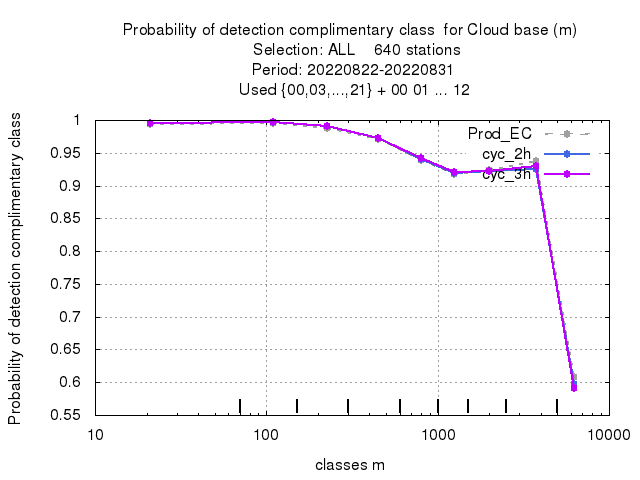 Probability of detection complimentary class  for Cloud base (m)
Selection: ALL    640 stations
Period: 20220822-20220831
Used {00,03,...,21} + 00 01 ... 12
Probability of detection complimentary class
1
0.95
0.9
0.85
0.8
0.75
0.7
0.65
0.6
0.55
Prod_EC
cyc_2h
cyc_3h
10
100
1000
10000
classes m